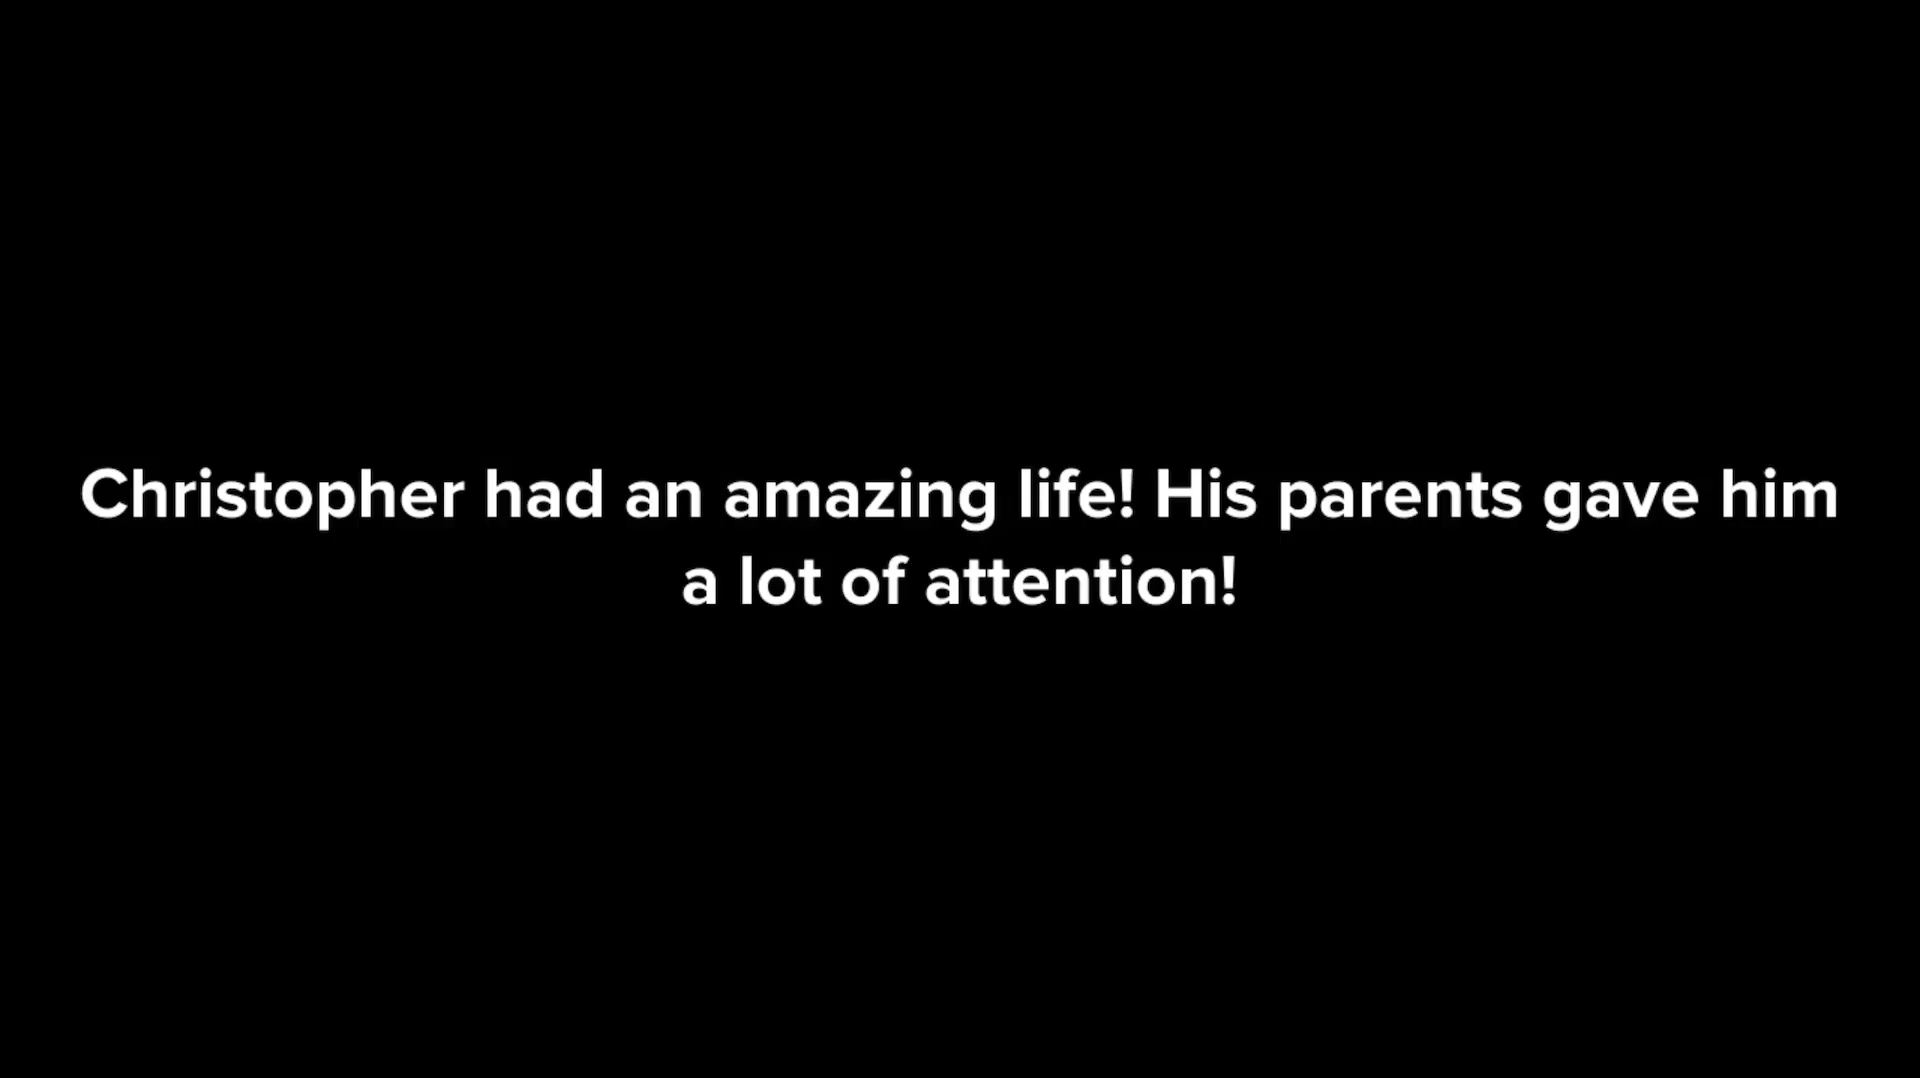 Christopher had an amazing life! His parents gave him
a lot of attention!